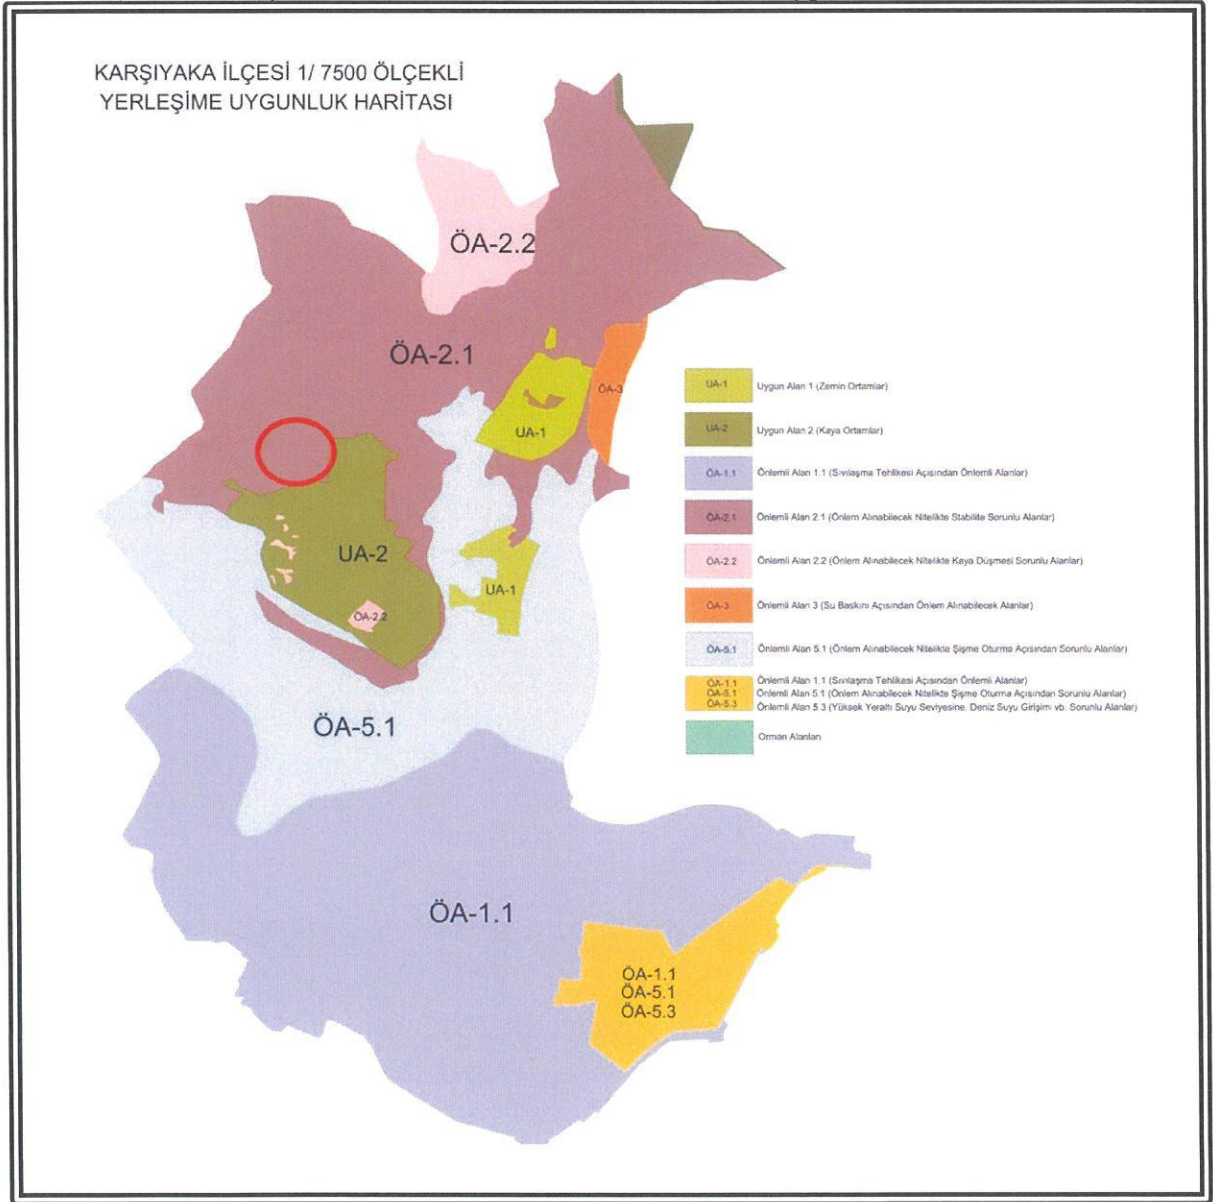 KARŞIYAKA İLÇESİ 1/ 7500 ÖLÇEKLİ
YERLEŞİME UYGUNLUK HARİTASI
ÖA-2.2
ÖA-2.1
ÖA-3
UA-1
UA-2
UA-1
ÖA-2.2
ÖA-5.1
ÖA-1.1
ÖA-1.1
ÖA-5.1
ÖA-5.3
UA-1 Uygun Alan 1 (Zemin Ortamlar)
UA-2 Uygun Alan 2 (Kaya Ortamlar)
ÖA-1.1 Önlemli Alan 1.1 (Sıvılaşma Tehlikesi Açısından Önlemli Alanlar)
ÖA-2.1 Önlemli Alan 2.1 (Önlem Alınabilecek Nitelikte Stabilite Sorunlu Alanlar)
ÖA-2.2 Önlemli Alan 2.2 (Önlem Alınabilecek Nitelikte Kaya Düşmesi Sorunlu Alanlar)
ÖA-3 Önlemli Alan 3 (Su Baskını Açısından Önlem Alınabilecek Alanlar)
ÖA-5.1 Önlemli Alan 5.1 (Önlem Alınabilecek Nitelikte Şişme Oturma Açısından Sorunlu Alanlar)
ÖA-1.1 Önlemli Alan 1.1 (Sıvılaşma Tehlikesi Açısından Önlemli Alanlar)
ÖA-5.1 Önlemli Alan 5.1 (Önlem Alınabilecek Nitelikte Şişme Oturma Açısından Sorunlu Alanlar)
ÖA-5.3 Önlemli Alan 5.3 (Yüksek Yeraltı Suyu Seviyesine, Deniz Suyu Girişimi vb. Sorunlu Alanlar)
Orman Alanları